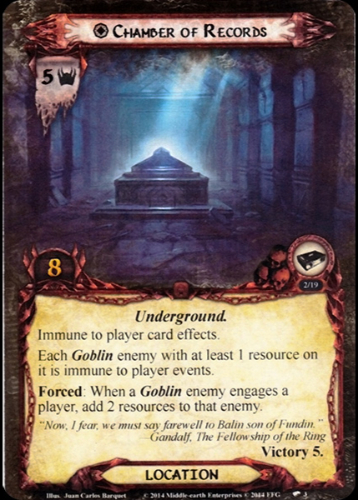 CHAMBER OF RECORDS
5
8
2/19
Underground.
Immune to player card effects.
Each Goblin enemy with at least 1 resource on
it is immune to player events.
Forced: When a Goblin enemy engages a
player, add 2 resources to that enemy.
"Now, I fear, we must say farewell to Balin son of Fundin."
Gandalf, The Fellowship of the Ring
Victory 5.
LOCATION
Illus. Juan Carlos Barquet © 2014 Middle-earth Enterprises © 2014 FFG